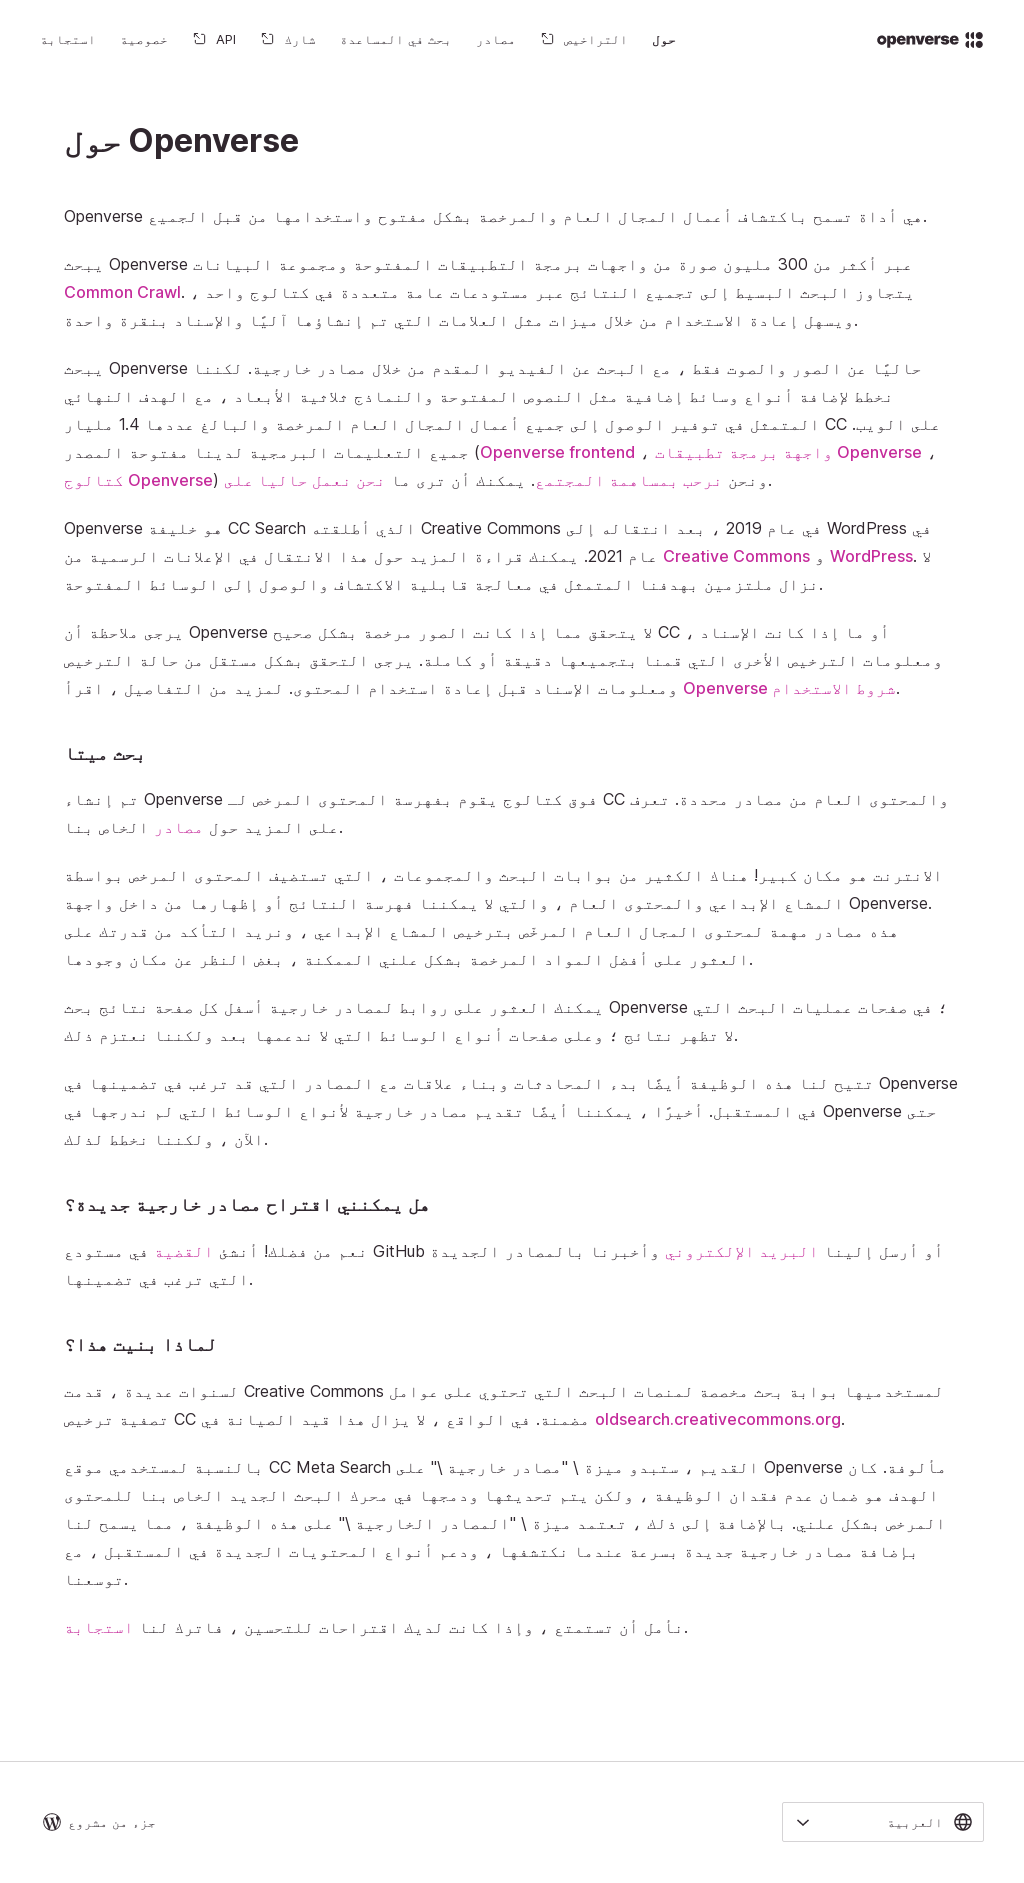 openverse
حول
التراخيص
مصادر
بحث في المساعدة
شارك
API
خصوصية
استجابة
حول Openverse
Openverse هي أداة تسمح باكتشاف أعمال المجال العام والمرخصة بشكل مفتوح واستخدامها من قبل الجميع.
يبحث Openverse عبر أكثر من 300 مليون صورة من واجهات برمجة التطبيقات المفتوحة ومجموعة البيانات
Common Crawl. يتجاوز البحث البسيط إلى تجميع النتائج عبر مستودعات عامة متعددة في كتالوج واحد ،
ويسهل إعادة الاستخدام من خلال ميزات مثل العلامات التي تم إنشاؤها آليًا والإسناد بنقرة واحدة.
يبحث Openverse حاليًا عن الصور والصوت فقط ، مع البحث عن الفيديو المقدم من خلال مصادر خارجية. لكننا
نخطط لإضافة أنواع وسائط إضافية مثل النصوص المفتوحة والنماذج ثلاثية الأبعاد ، مع الهدف النهائي
المتمثل في توفير الوصول إلى جميع أعمال المجال العام المرخصة والبالغ عددها 1.4 مليار CC على الويب.
جميع التعليمات البرمجية لدينا مفتوحة المصدر (Openverse frontend ، واجهة برمجة تطبيقات Openverse ،
كتالوج Openverse) ونحن نرحب بمساهمة المجتمع. يمكنك أن ترى ما نحن نعمل حاليا على.
Openverse هو خليفة CC Search الذي أطلقته Creative Commons في عام 2019 ، بعد انتقاله إلى WordPress في
عام 2021. يمكنك قراءة المزيد حول هذا الانتقال في الإعلانات الرسمية من Creative Commons و WordPress. لا
نزال ملتزمين بهدفنا المتمثل في معالجة قابلية الاكتشاف والوصول إلى الوسائط المفتوحة.
يرجى ملاحظة أن Openverse لا يتحقق مما إذا كانت الصور مرخصة بشكل صحيح CC ، أو ما إذا كانت الإسناد
ومعلومات الترخيص الأخرى التي قمنا بتجميعها دقيقة أو كاملة. يرجى التحقق بشكل مستقل من حالة الترخيص
ومعلومات الإسناد قبل إعادة استخدام المحتوى. لمزيد من التفاصيل ، اقرأ شروط الاستخدام Openverse.
بحث ميتا
تم إنشاء Openverse فوق كتالوج يقوم بفهرسة المحتوى المرخص لـ CC والمحتوى العام من مصادر محددة. تعرف
على المزيد حول مصادر الخاص بنا.
الانترنت هو مكان كبير! هناك الكثير من بوابات البحث والمجموعات ، التي تستضيف المحتوى المرخص بواسطة
المشاع الإبداعي والمحتوى العام ، والتي لا يمكننا فهرسة النتائج أو إظهارها من داخل واجهة Openverse.
هذه مصادر مهمة لمحتوى المجال العام المرخّص بترخيص المشاع الإبداعي ، ونريد التأكد من قدرتك على
العثور على أفضل المواد المرخصة بشكل علني الممكنة ، بغض النظر عن مكان وجودها.
يمكنك العثور على روابط لمصادر خارجية أسفل كل صفحة نتائج بحث Openverse ؛ في صفحات عمليات البحث التي
لا تظهر نتائج ؛ وعلى صفحات أنواع الوسائط التي لا ندعمها بعد ولكننا نعتزم ذلك.
تتيح لنا هذه الوظيفة أيضًا بدء المحادثات وبناء علاقات مع المصادر التي قد ترغب في تضمينها في Openverse
في المستقبل. أخيرًا ، يمكننا أيضًا تقديم مصادر خارجية لأنواع الوسائط التي لم ندرجها في Openverse حتى
الآن ، ولكننا نخطط لذلك.
هل يمكنني اقتراح مصادر خارجية جديدة؟
نعم من فضلك! أنشئ القضية في مستودع GitHub أو أرسل إلينا البريد الإلكتروني وأخبرنا بالمصادر الجديدة
التي ترغب في تضمينها.
لماذا بنيت هذا؟
لسنوات عديدة ، قدمت Creative Commons لمستخدميها بوابة بحث مخصصة لمنصات البحث التي تحتوي على عوامل
تصفية ترخيص CC مضمنة. في الواقع ، لا يزال هذا قيد الصيانة في oldsearch.creativecommons.org.
بالنسبة لمستخدمي موقع CC Meta Search القديم ، ستبدو ميزة \ "مصادر خارجية \" على Openverse مألوفة. كان
الهدف هو ضمان عدم فقدان الوظيفة ، ولكن يتم تحديثها ودمجها في محرك البحث الجديد الخاص بنا للمحتوى
المرخص بشكل علني. بالإضافة إلى ذلك ، تعتمد ميزة \ "المصادر الخارجية \" على هذه الوظيفة ، مما يسمح لنا
بإضافة مصادر خارجية جديدة بسرعة عندما نكتشفها ، ودعم أنواع المحتويات الجديدة في المستقبل ، مع
توسعنا.
نأمل أن تستمتع ، وإذا كانت لديك اقتراحات للتحسين ، فاترك لنا استجابة.
العربية
جزء من مشروع